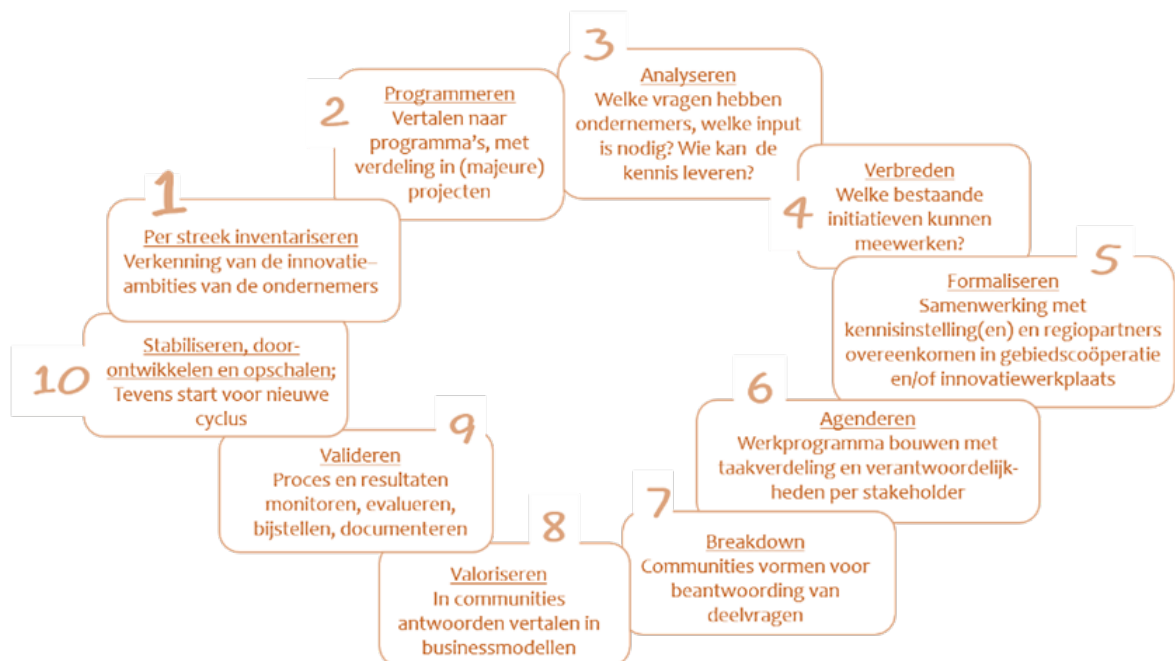 1
Per streek inventariseren
Verkenning van de innovatie–
ambities van de ondernemers
2
Programmeren
Vertalen naar
programma's, met
verdeling in (majeure)
projecten
3
Analyseren
Welke vragen hebben
ondernemers, welke input
is nodig? Wie kan de
kennis leveren?
4
Verbreden
Welke bestaande
initiatieven kunnen
meewerken?
5
Formaliseren
Samenwerking met
kennisinstelling(en) en regiopartners
overeenkomen in gebiedscoöperatie
en/of innovatiewerkplaats
6
Agenderen
Werkprogramma bouwen met
taakverdeling en verantwoordelijk-
heden per stakeholder
7
Breakdown
Communities vormen voor
beantwoording van
deelvragen
8
Valoriseren
In communities
antwoorden vertalen in
businessmodellen
9
Valideren
Proces en resultaten
monitoren, evalueren,
bijstellen, documenteren
10
Stabiliseren, door-
ontwikkelen en opschalen;
Tevens start voor nieuwe
cyclus